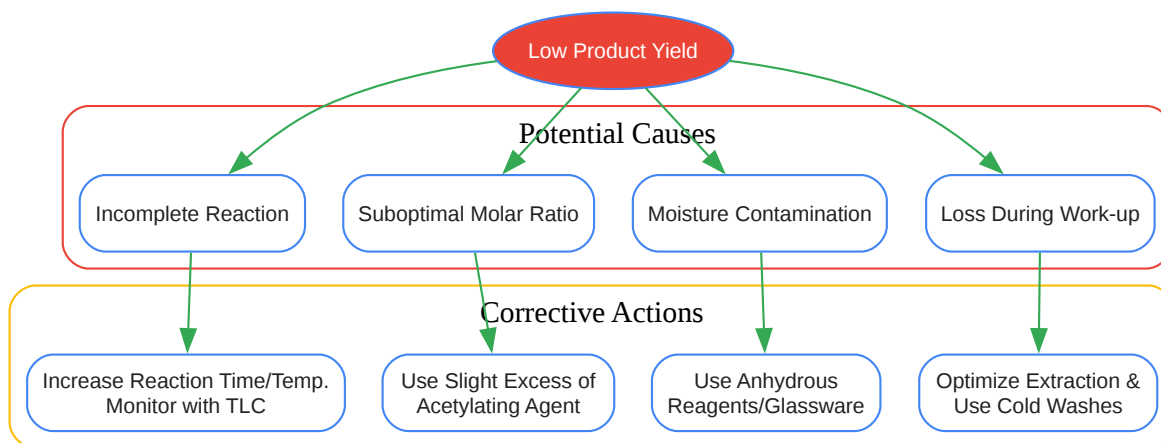 Low Product Yield
Potential Causes
Incomplete Reaction
Suboptimal Molar Ratio
Moisture Contamination
Loss During Work-up
Corrective Actions
Increase Reaction Time/Temp.
Monitor with TLC
Use Slight Excess of
Acetylating Agent
Use Anhydrous
Reagents/Glassware
Optimize Extraction &
Use Cold Washes